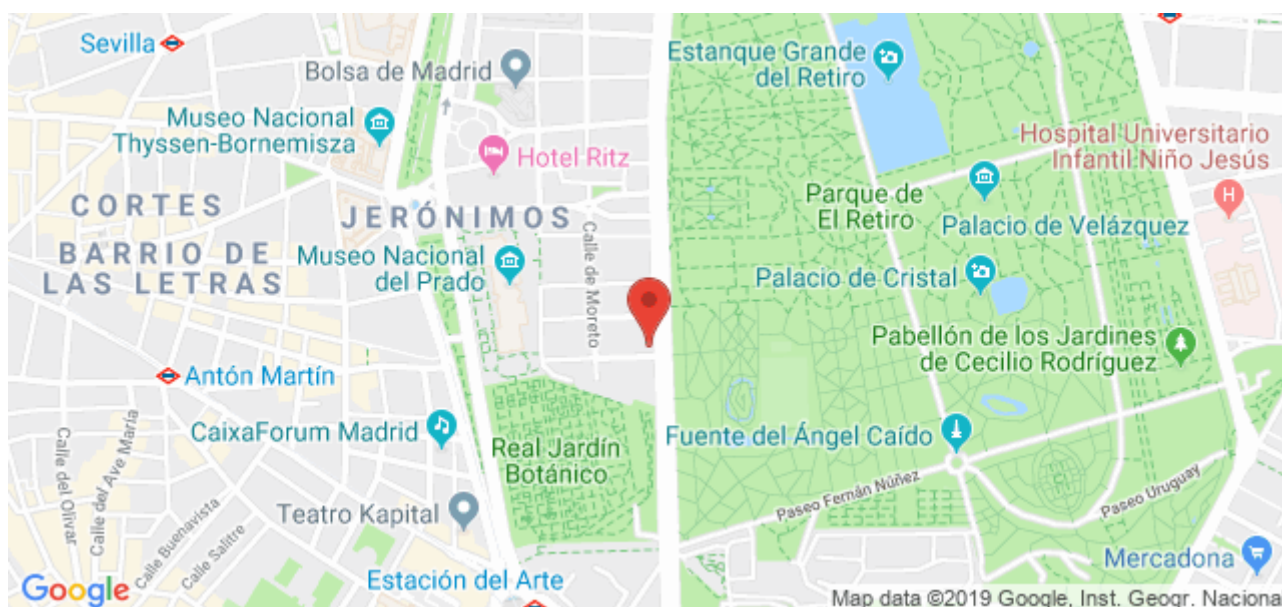 Sevilla
Bolsa de Madrid
Estanque Grande
del Retiro
Museo Nacional
Thyssen-Bornemisza
Hotel Ritz
Hospital Universitario
Infantil Niño Jesús
H
CORTES
JERÓNIMOS
Parque de
El Retiro
Palacio de Velázquez
BARRIO DE
LAS LETRAS
Museo Nacional
del Prado
Calle de Moreto
Palacio de Cristal
Pabellón de los Jardines
de Cecilio Rodríguez
Antón Martín
CaixaForum Madrid
Fuente del Ángel Caído
Real Jardín
Botánico
Calle del Olivar
Calle del Ave María
Calle Buenavista
Calle Salitre
Teatro Kapital
Paseo Fernán Núñez
Paseo Uruguay
Mercadona
Estación del Arte
Google
Map data ©2019 Google, Inst. Geogr. Naciona